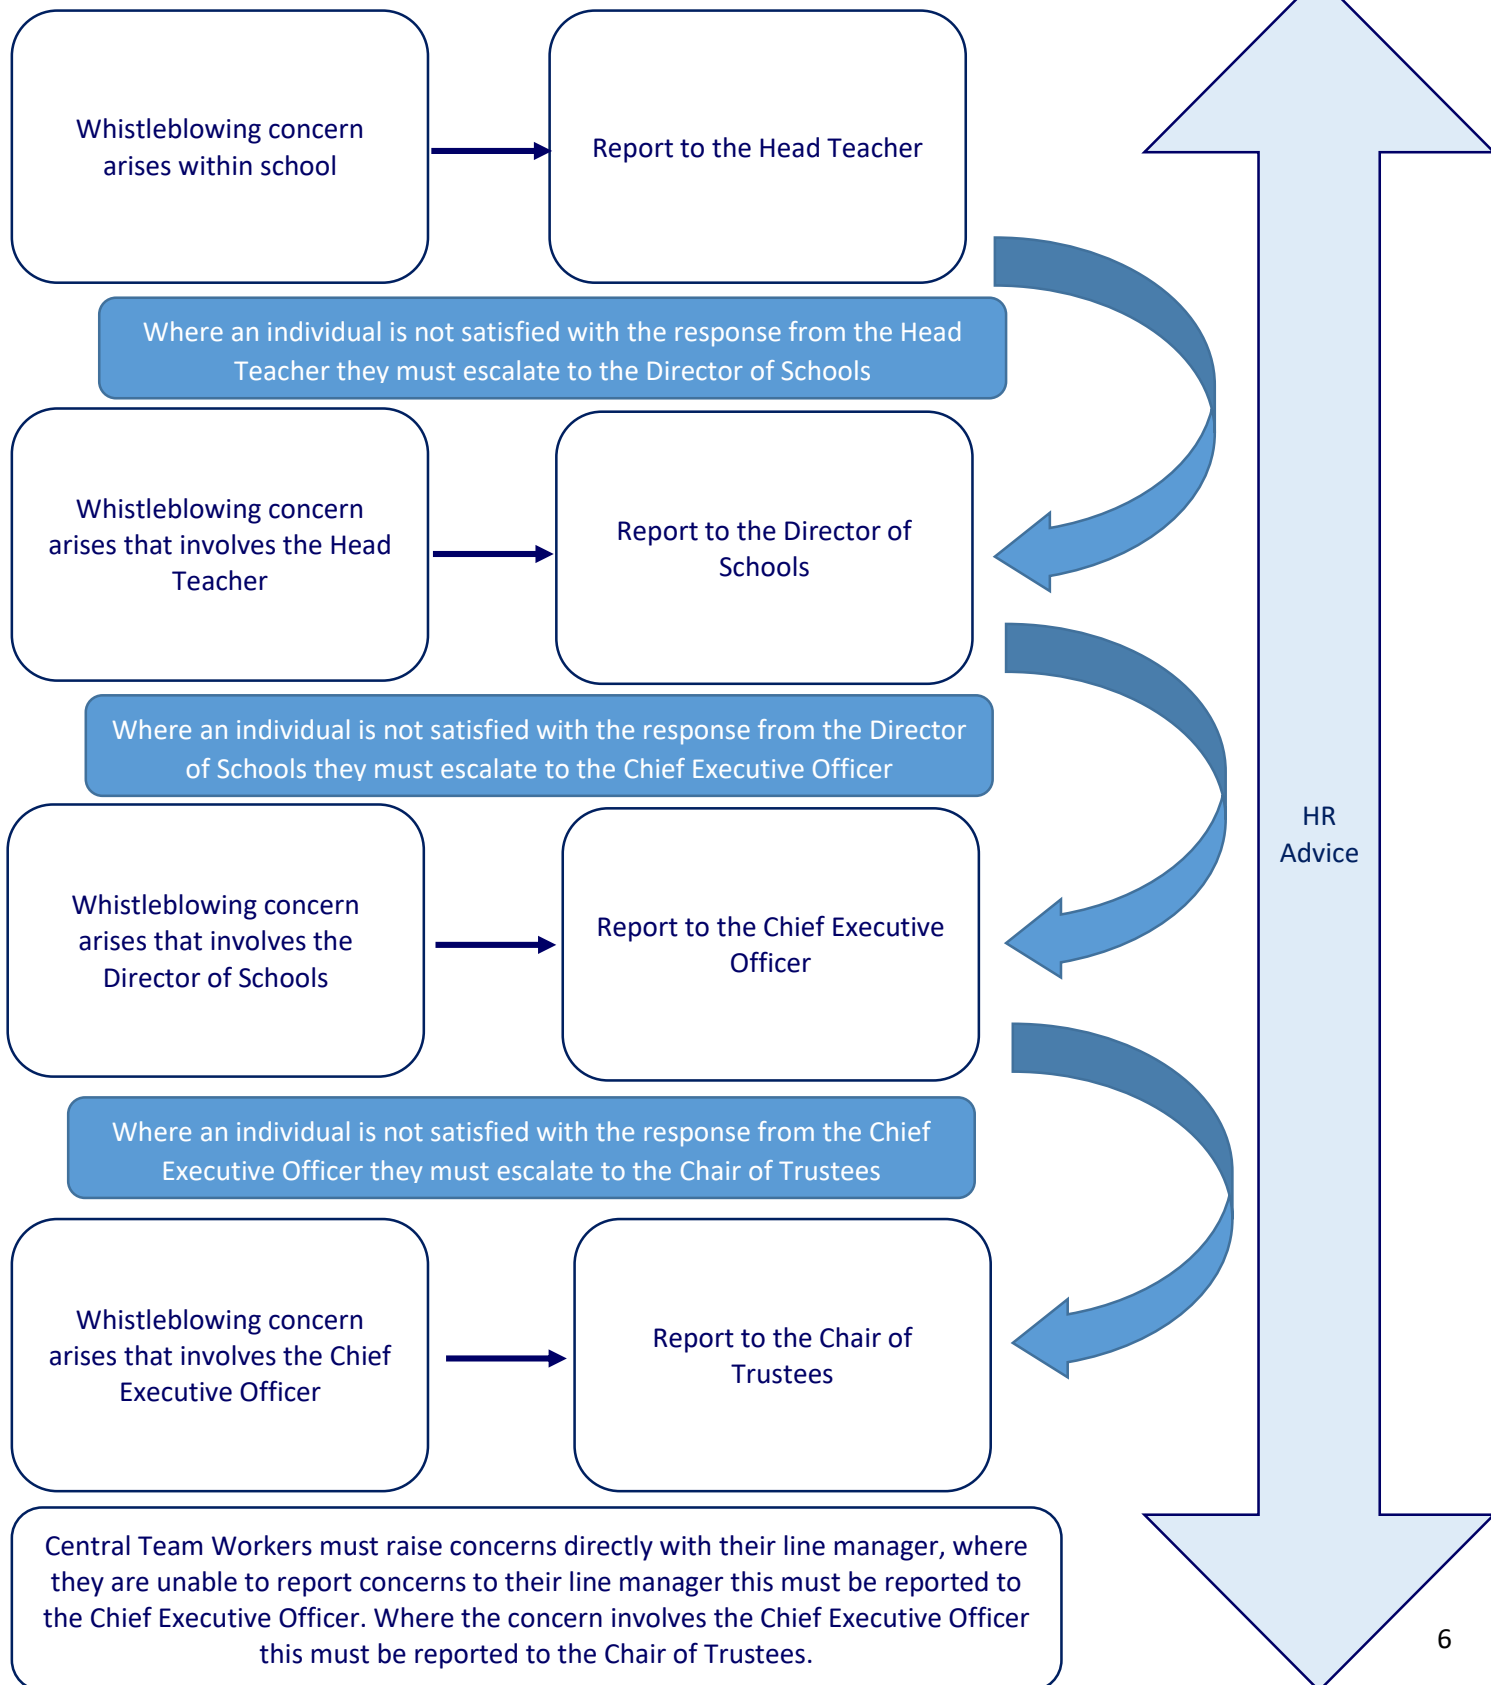 Whistleblowing concern
arises within school
Report to the Head Teacher
Where an individual is not satisfied with the response from the Head
Teacher they must escalate to the Director of Schools
Whistleblowing concern
arises that involves the Head
Teacher
Report to the Director of
Schools
Where an individual is not satisfied with the response from the Director
of Schools they must escalate to the Chief Executive Officer
Whistleblowing concern
arises that involves the
Director of Schools
Report to the Chief Executive
Officer
Where an individual is not satisfied with the response from the Chief
Executive Officer they must escalate to the Chair of Trustees
Whistleblowing concern
arises that involves the Chief
Executive Officer
Report to the Chair of
Trustees
Central Team Workers must raise concerns directly with their line manager, where
they are unable to report concerns to their line manager this must be reported to
the Chief Executive Officer. Where the concern involves the Chief Executive Officer
this must be reported to the Chair of Trustees.
HR
Advice
6